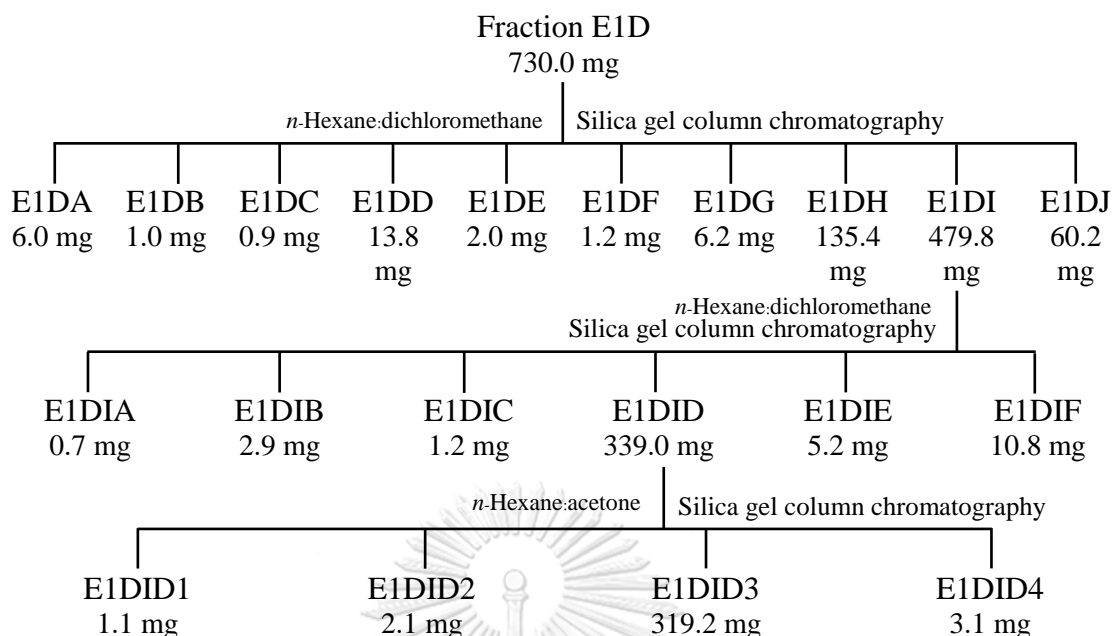 Fraction E1D
730.0 mg
n-Hexane:dichloromethane Silica gel column chromatography
E1DA E1DB E1DC E1DD E1DE E1DF E1DG E1DH E1DI E1DJ
6.0 mg 1.0 mg 0.9 mg 13.8 2.0 mg 1.2 mg 6.2 mg 135.4 479.8 60.2
mg mg mg mg
n-Hexane:dichloromethane
Silica gel column chromatography
E1DIA E1DIB E1DIC E1DID E1DIE E1DIF
0.7 mg 2.9 mg 1.2 mg 339.0 mg 5.2 mg 10.8 mg
n-Hexane:acetone Silica gel column chromatography
E1DID1 E1DID2 E1DID3 E1DID4
1.1 mg 2.1 mg 319.2 mg 3.1 mg